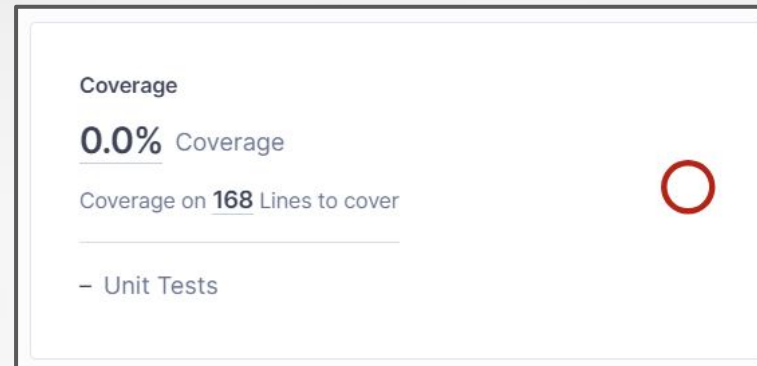 Coverage
0.0% Coverage
Coverage on 168 Lines to cover
– Unit Tests